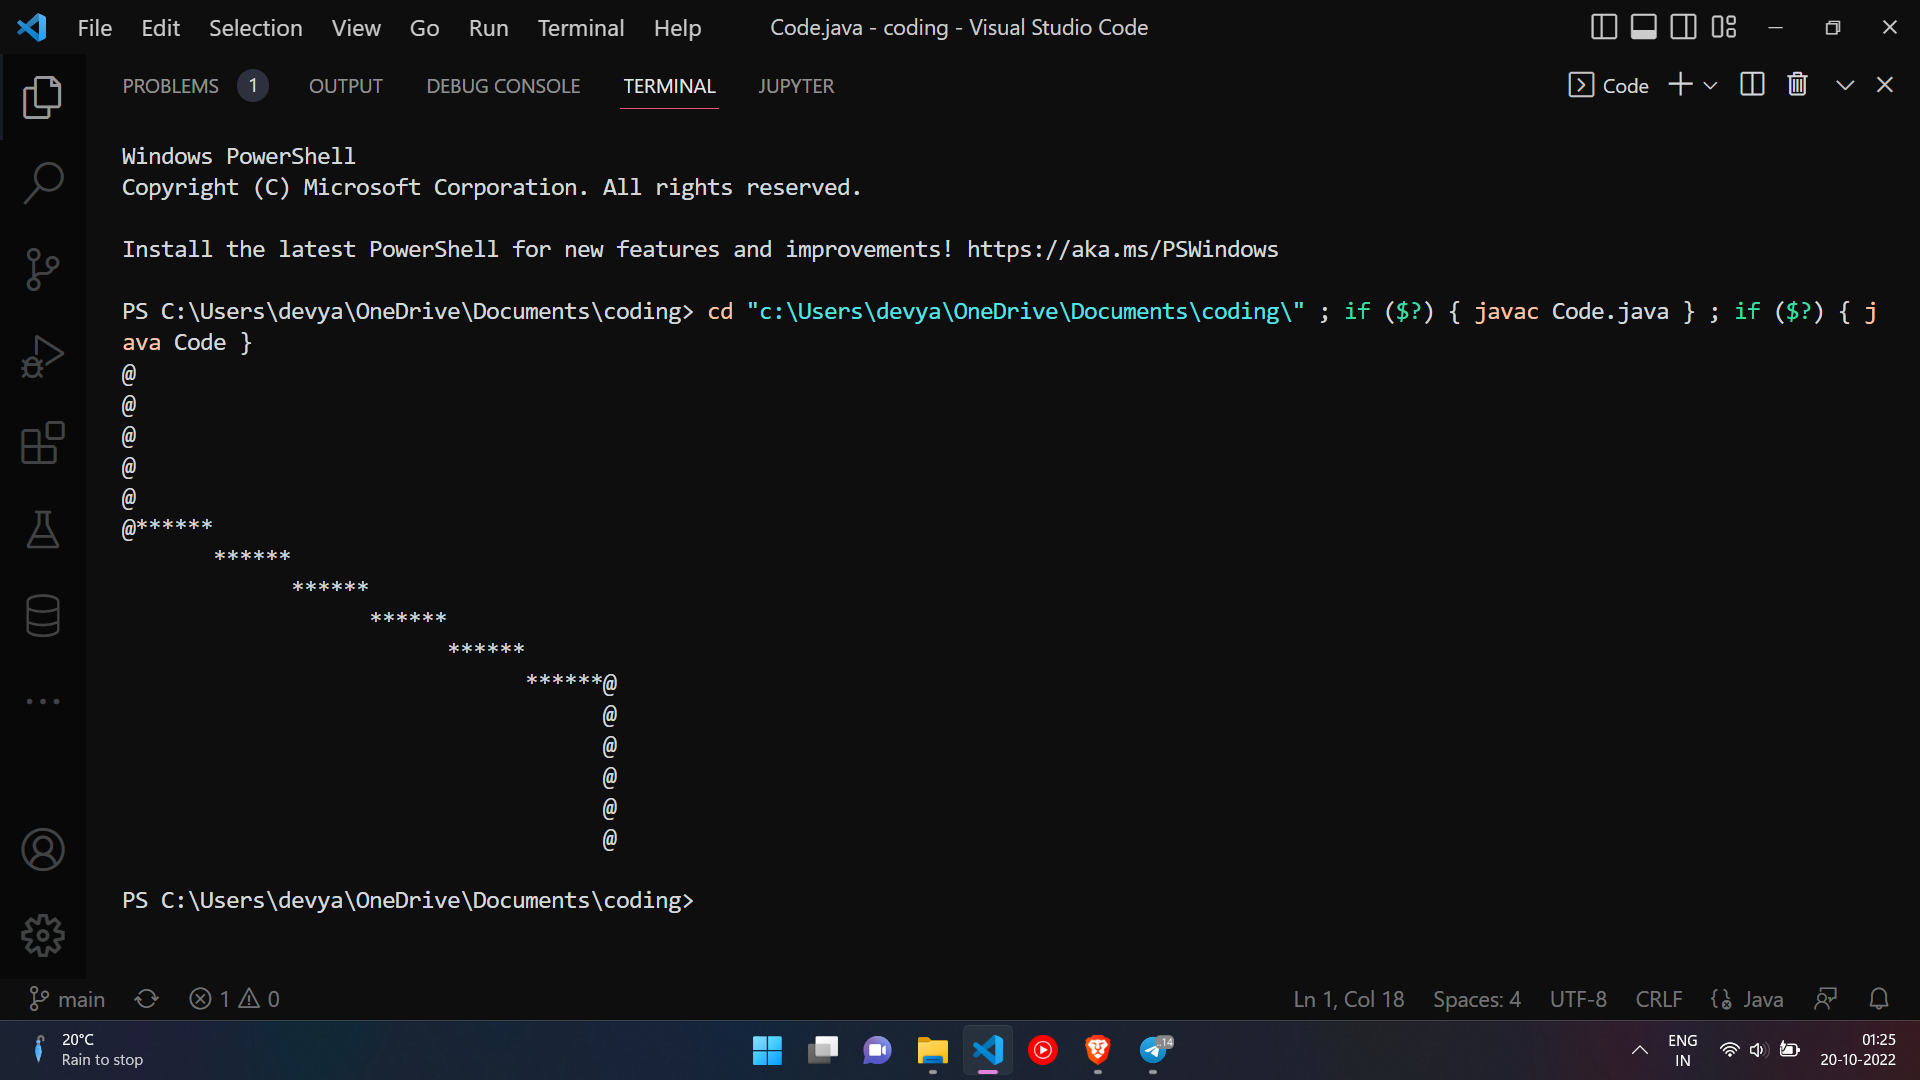 File Edit Selection View Go Run Terminal Help Code.java - coding - Visual Studio Code
PROBLEMS 1 OUTPUT DEBUG CONSOLE TERMINAL JUPYTER Code
Windows PowerShell
Copyright (C) Microsoft Corporation. All rights reserved.
Install the latest PowerShell for new features and improvements! https://aka.ms/PSWindows
PS C:\Users\devya\OneDrive\Documents\coding> cd "c:\Users\devya\OneDrive\Documents\coding\" ; if ($?) { javac Code.java } ; if ($?) { j
ava Code }
@
@
@
@
@
@******
       ******
             ******
                   ******
                         ******
                               ******@
                                     @
                                     @
                                     @
                                     @
                                     @
PS C:\Users\devya\OneDrive\Documents\coding>
main 1 0 Ln 1, Col 18 Spaces: 4 UTF-8 CRLF Java
20°C
Rain to stop
14
ENG
IN
01:25
20-10-2022